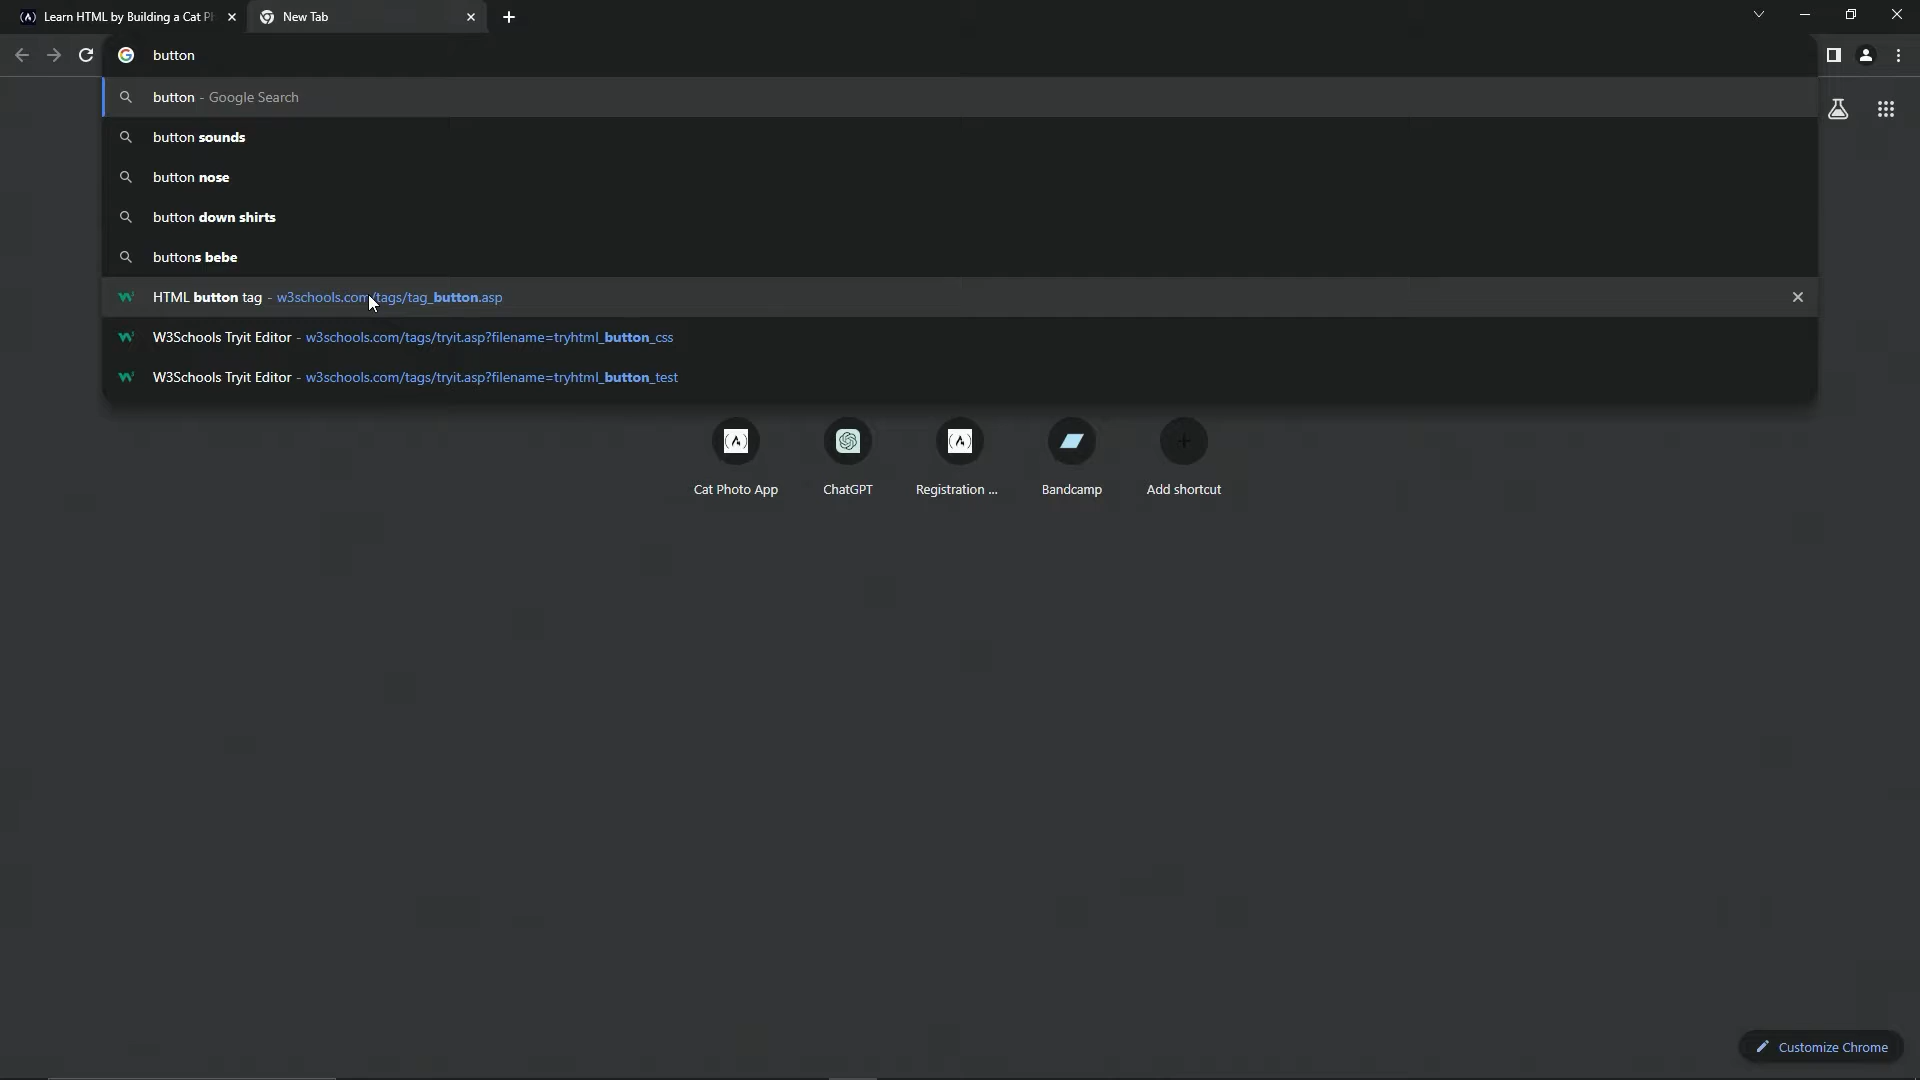 Learn HTML by Building a Cat Ph
New Tab
button
button - Google Search
button sounds
button nose
button down shirts
buttons bebe
HTML button tag - w3schools.com/tags/tag_button.asp
W3Schools Tryit Editor - w3schools.com/tags/tryit.asp?filename=tryhtml_button_css
W3Schools Tryit Editor - w3schools.com/tags/tryit.asp?filename=tryhtml_button_test
Cat Photo App
ChatGPT
Registration ...
Bandcamp
Add shortcut
Customize Chrome